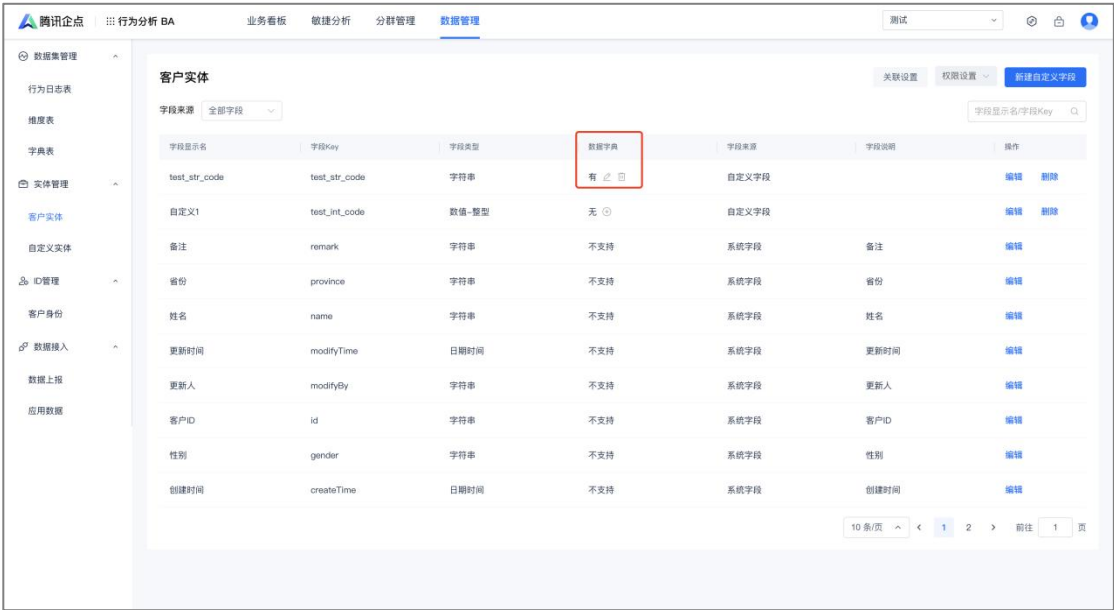 腾讯企点 行为分析 BA 业务看板 敏捷分析 分群管理 数据管理 测试
数据集管理
行为日志表
维度表
字典表
实体管理
客户实体
自定义实体
ID管理
客户身份
数据接入
数据上报
应用数据
客户实体 关联设置 权限设置 新建自定义字段
字段来源 全部字段 字段显示名/字段Key
字段显示名 字段Key 字段类型 数据字典 字段来源 字段说明 操作
test_str_code test_str_code 字符串 有 自定义字段 编辑 删除
自定义1 test_int_code 数值-整型 无 自定义字段 编辑 删除
备注 remark 字符串 不支持 系统字段 备注 编辑
省份 province 字符串 不支持 系统字段 省份 编辑
姓名 name 字符串 不支持 系统字段 姓名 编辑
更新时间 modifyTime 日期时间 不支持 系统字段 更新时间 编辑
更新人 modifyBy 字符串 不支持 系统字段 更新人 编辑
客户ID id 字符串 不支持 系统字段 客户ID 编辑
性别 gender 字符串 不支持 系统字段 性别 编辑
创建时间 createTime 日期时间 不支持 系统字段 创建时间 编辑
10 条/页 1 2 前往 1 页